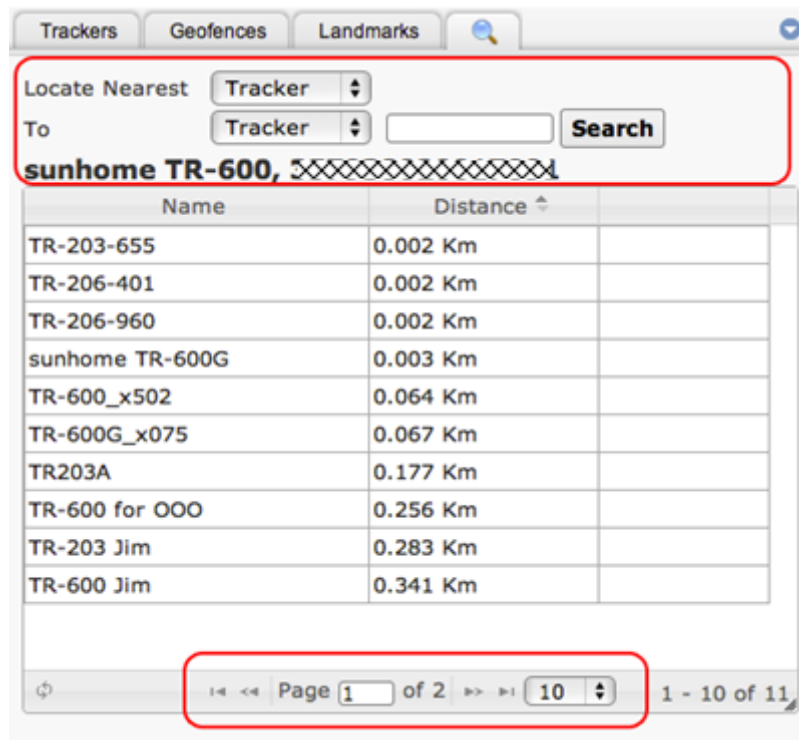 Trackers Geofences Landmarks
Locate Nearest Tracker
To Tracker Search
sunhome TR-600,
Name Distance
TR-203-655 0.002 Km
TR-206-401 0.002 Km
TR-206-960 0.002 Km
sunhome TR-600G 0.003 Km
TR-600_x502 0.064 Km
TR-600G_x075 0.067 Km
TR203A 0.177 Km
TR-600 for OOO 0.256 Km
TR-203 Jim 0.283 Km
TR-600 Jim 0.341 Km
Page 1 of 2 10 1 - 10 of 11